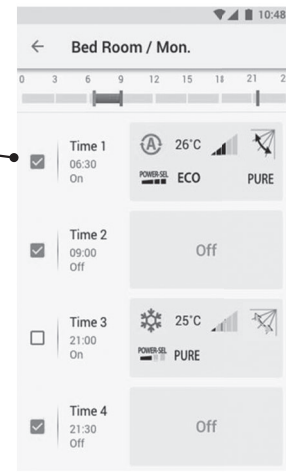 10:48
Bed Room / Mon.
0 3 6 9 12 15 18 21 2
Time 1
06:30
On
A 26°C
POWER-SEL ECO PURE
Time 2
09:00
Off
Off
Time 3
21:00
On
25°C
POWER-SEL PURE
Time 4
21:30
Off
Off